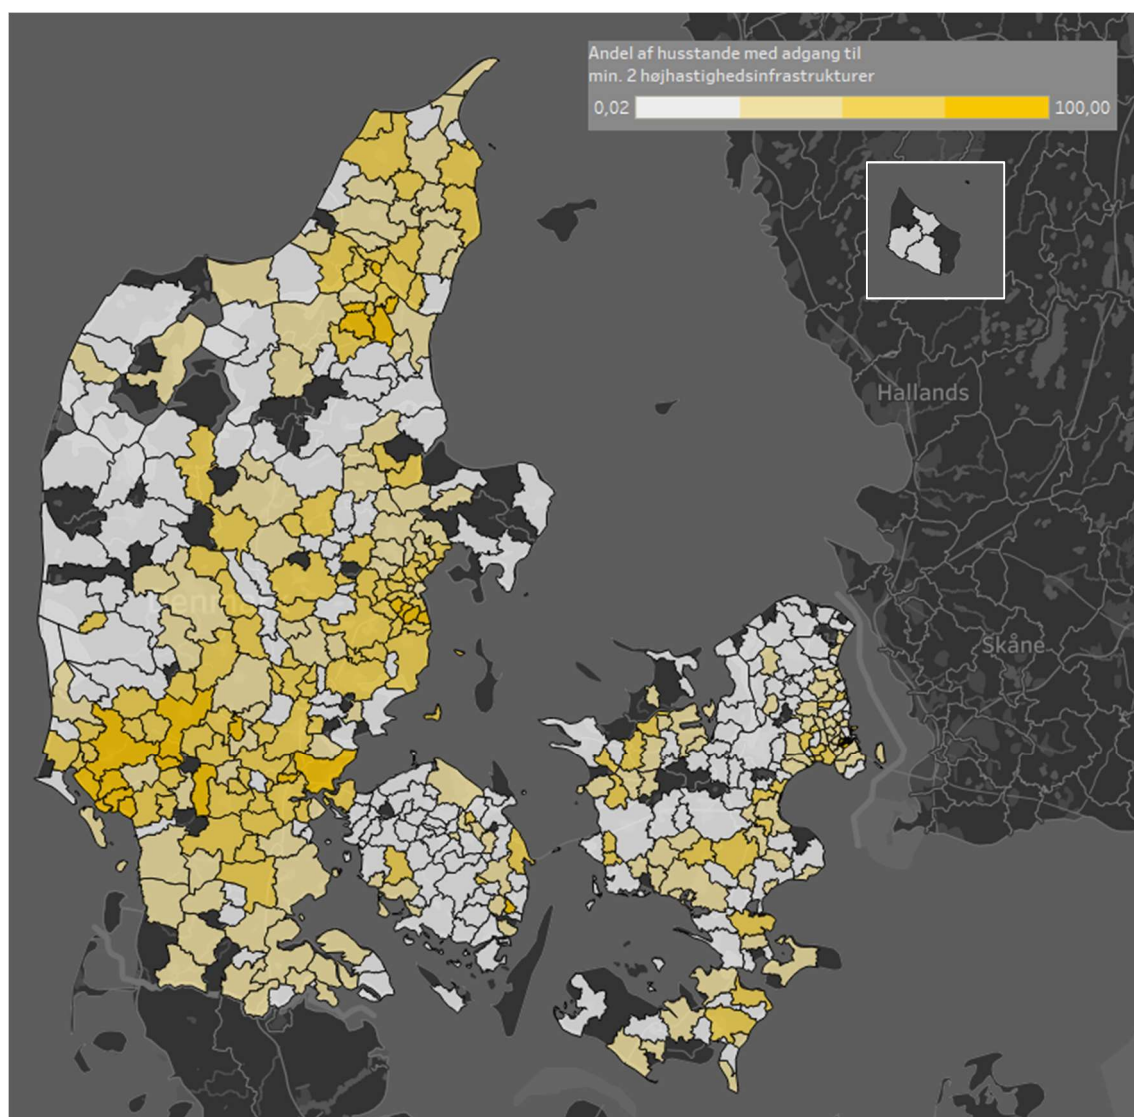 Andel af husstande med adgang til
min. 2 højhastighedsinfrastrukturer
0,02 100,00
Hallands
Skåne